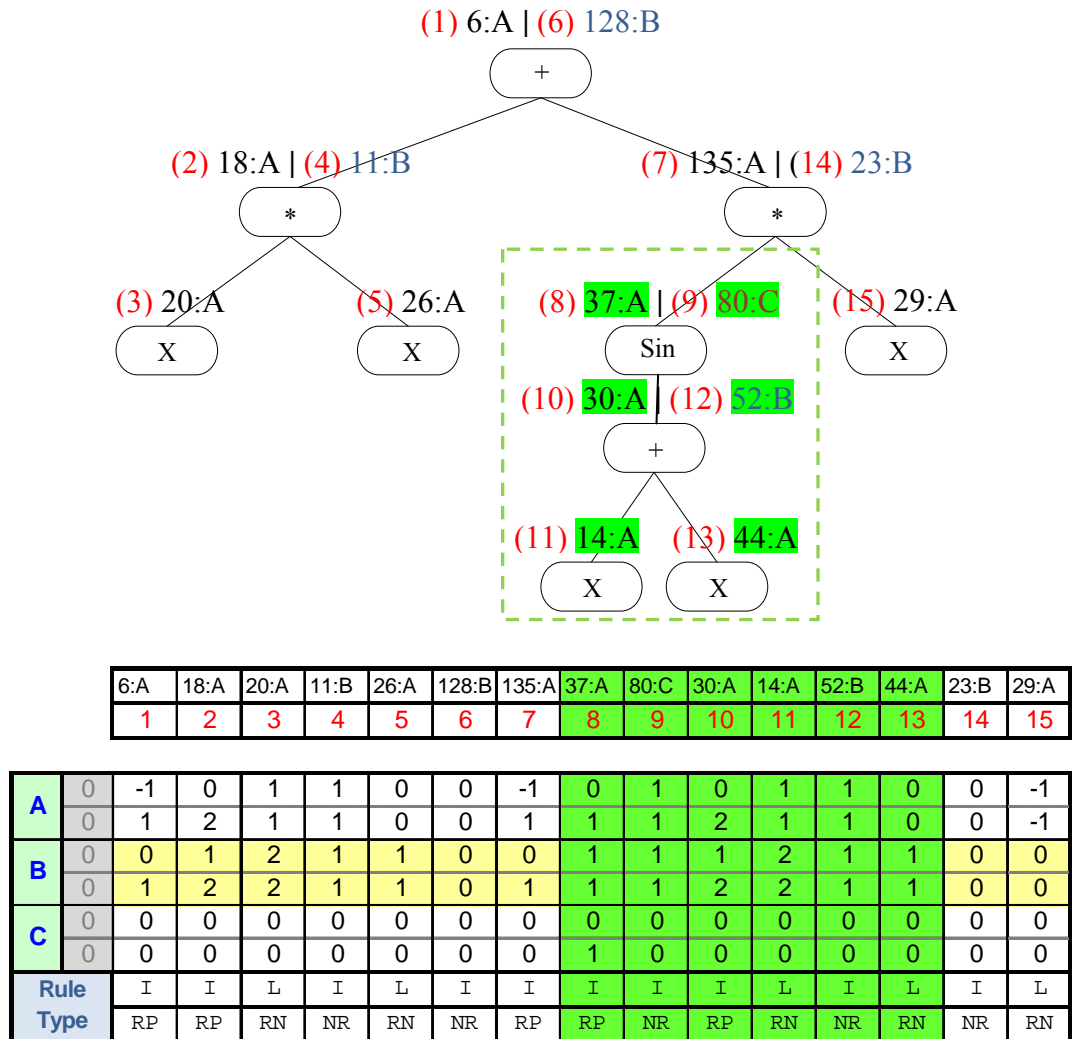 (1) 6:A | (6) 128:B
+
(2) 18:A | (4) 11:B (7) 135:A | (14) 23:B
* *
(3) 20:A (5) 26:A (8) 37:A | (9) 80:C (15) 29:A
X X Sin X
(10) 30:A | (12) 52:B
+
(11) 14:A (13) 44:A
X X
6:A 18:A 20:A 11:B 26:A 128:B 135:A 37:A 80:C 30:A 14:A 52:B 44:A 23:B 29:A
1 2 3 4 5 6 7 8 9 10 11 12 13 14 15
A 0 -1 0 1 1 0 0 -1 0 1 0 1 1 0 0 -1
0 1 2 1 1 0 0 1 1 1 2 1 1 0 0 -1
B 0 0 1 2 1 1 0 0 1 1 1 2 1 1 0 0
0 1 2 2 1 1 0 1 1 1 2 2 1 1 0 0
C 0 0 0 0 0 0 0 0 0 0 0 0 0 0 0 0
0 0 0 0 0 0 0 0 1 0 0 0 0 0 0 0
Rule I I L I L I I I I I L I L I L
Type RP RP RN NR RN NR RP RP NR RP RN NR RN NR RN